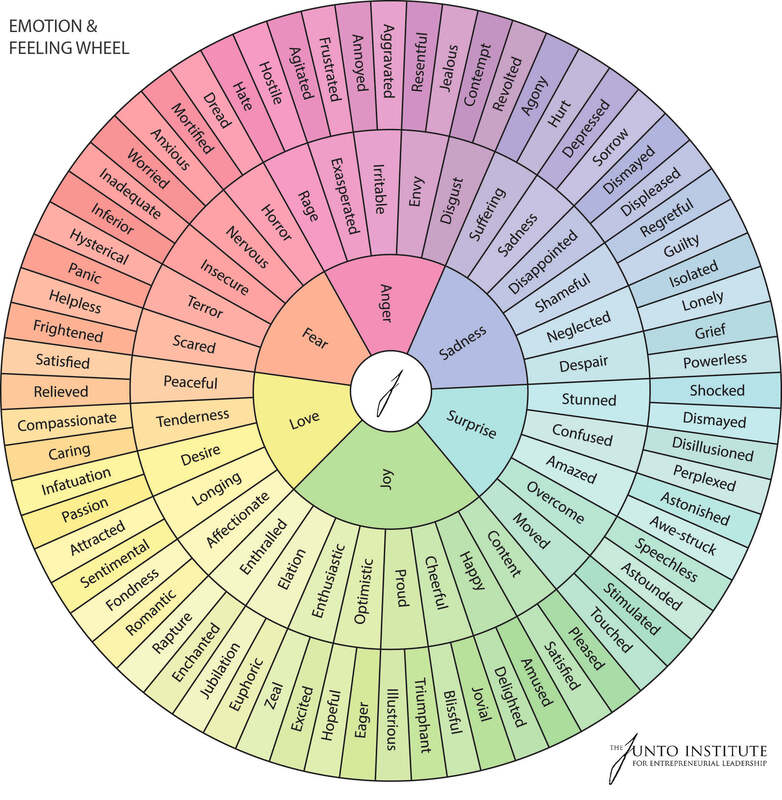 EMOTION &
FEELING WHEEL
Anger
Sadness
Surprise
Joy
Love
Fear
Rage
Exasperated
Irritable
Envy
Disgust
Suffering
Sadness
Disappointed
Shameful
Neglected
Despair
Stunned
Confused
Amazed
Overcome
Moved
Content
Happy
Cheerful
Proud
Optimistic
Enthusiastic
Elation
Enthralled
Affectionate
Longing
Desire
Tenderness
Peaceful
Scared
Terror
Insecure
Nervous
Horror
Hate
Hostile
Agitated
Frustrated
Annoyed
Aggravated
Resentful
Jealous
Contempt
Revolted
Agony
Hurt
Depressed
Sorrow
Dismayed
Displeased
Regretful
Guilty
Isolated
Lonely
Grief
Powerless
Shocked
Dismayed
Disillusioned
Perplexed
Astonished
Awe-struck
Speechless
Astounded
Stimulated
Touched
Pleased
Satisfied
Amused
Delighted
Jovial
Blissful
Triumphant
Illustrious
Eager
Hopeful
Excited
Zeal
Euphoric
Jubilation
Enchanted
Rapture
Romantic
Fondness
Sentimental
Attracted
Passion
Infatuation
Caring
Compassionate
Relieved
Satisfied
Frightened
Helpless
Panic
Hysterical
Inferior
Inadequate
Worried
Anxious
Mortified
Dread
J
THE JUNTO INSTITUTE
FOR ENTREPRENEURIAL LEADERSHIP